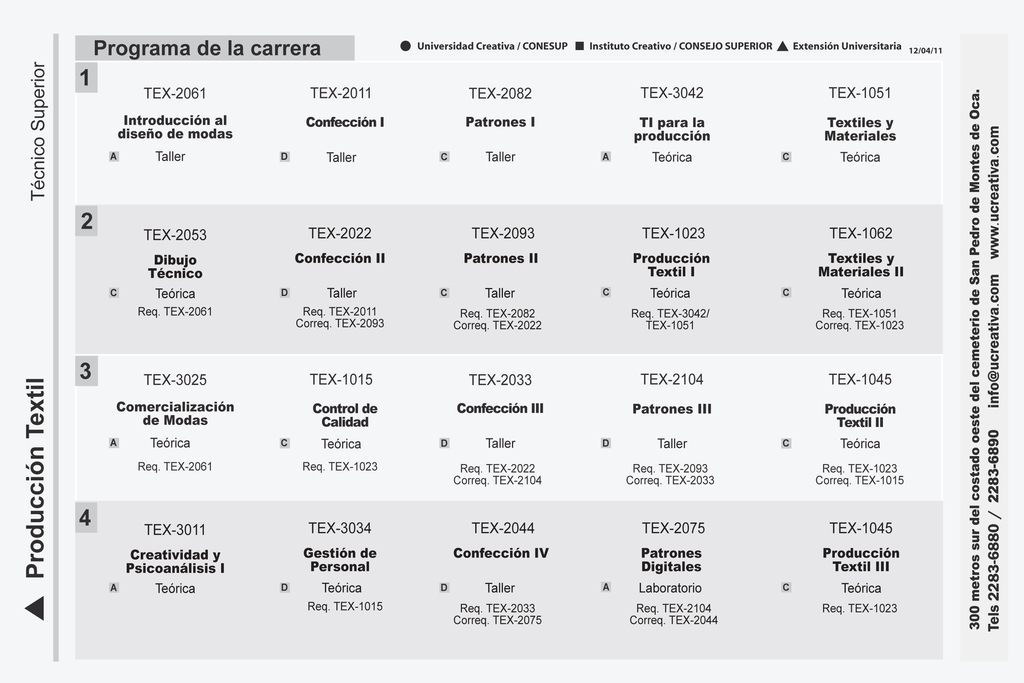 Programa de la carrera
● Universidad Creativa / CONESUP ■ Instituto Creativo / CONSEJO SUPERIOR ▲ Extensión Universitaria 12/04/11
Técnico Superior
▲ Producción Textil
1
TEX-2061
Introducción al
diseño de modas
A Taller
TEX-2011
Confección I
D Taller
TEX-2082
Patrones I
C Taller
TEX-3042
TI para la
producción
A Teórica
TEX-1051
Textiles y
Materiales
C Teórica
2
TEX-2053
Dibujo
Técnico
C Teórica
Req. TEX-2061
TEX-2022
Confección II
D Taller
Req. TEX-2011
Correq. TEX-2093
TEX-2093
Patrones II
C Taller
Req. TEX-2082
Correq. TEX-2022
TEX-1023
Producción
Textil I
C Teórica
Req. TEX-3042/
TEX-1051
TEX-1062
Textiles y
Materiales II
C Teórica
Req. TEX-1051
Correq. TEX-1023
3
TEX-3025
Comercialización
de Modas
A Teórica
Req. TEX-2061
TEX-1015
Control de
Calidad
C Teórica
Req. TEX-1023
TEX-2033
Confección III
D Taller
Req. TEX-2022
Correq. TEX-2104
TEX-2104
Patrones III
D Taller
Req. TEX-2093
Correq. TEX-2033
TEX-1045
Producción
Textil II
C Teórica
Req. TEX-1023
Correq. TEX-1015
4
TEX-3011
Creatividad y
Psicoanálisis I
A Teórica
TEX-3034
Gestión de
Personal
D Teórica
Req. TEX-1015
TEX-2044
Confección IV
D Taller
Req. TEX-2033
Correq. TEX-2075
TEX-2075
Patrones
Digitales
A Laboratorio
Req. TEX-2104
Correq. TEX-2044
TEX-1045
Producción
Textil III
C Teórica
Req. TEX-1023
300 metros sur del costado oeste del cementerio de San Pedro de Montes de Oca.
Tels 2283-6880 / 2283-6890 info@ucreativa.com www.ucreativa.com